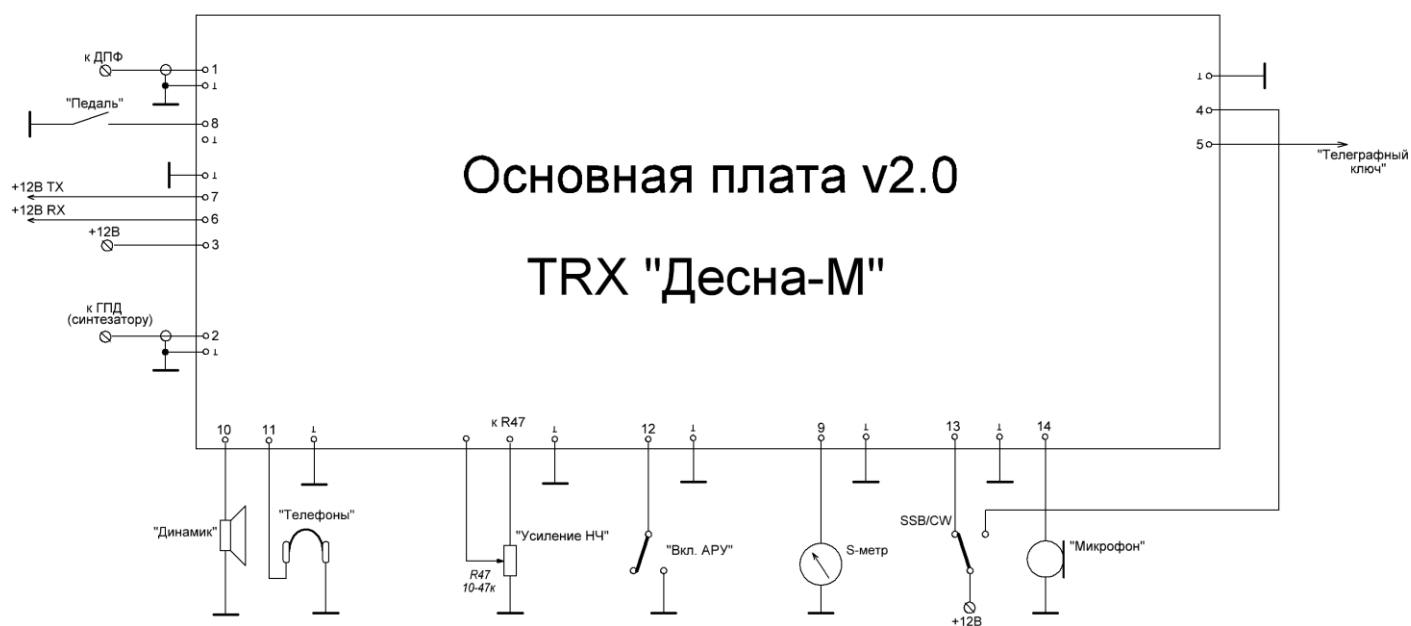 к ДПФ
1
⊥
"Педаль"
8
⊥
⊥
+12В TX
7
+12В RX
6
+12В
3
к ГПД
(синтезатору)
2
⊥
Основная плата v2.0
TRX "Десна-М"
⊥
4
5
"Телеграфный
ключ"
10
11
⊥
к R47
⊥
12
⊥
9
⊥
13
⊥
14
"Динамик"
"Телефоны"
"Усиление НЧ"
R47
10-47к
"Вкл. АРУ"
S-метр
SSB/CW
+12В
"Микрофон"